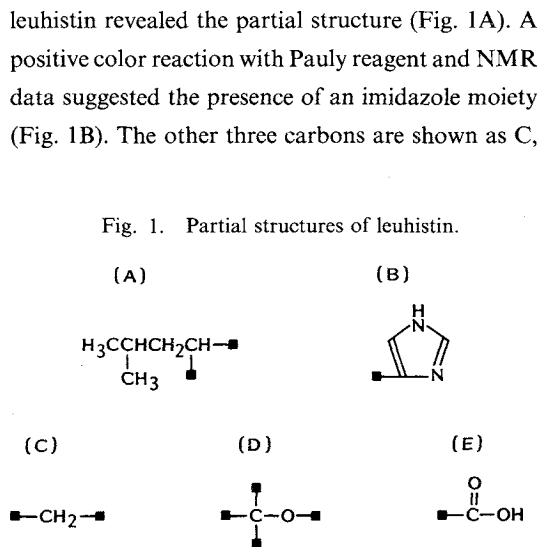 leuhistin revealed the partial structure (Fig. 1A). A
positive color reaction with Pauly reagent and NMR
data suggested the presence of an imidazole moiety
(Fig. 1B). The other three carbons are shown as C,
Fig. 1. Partial structures of leuhistin.
(A) (B)
H₃CCHCH₂CH
CH₃
H
N
N
(C) (D) (E)
CH₂
C-O
O
C-OH